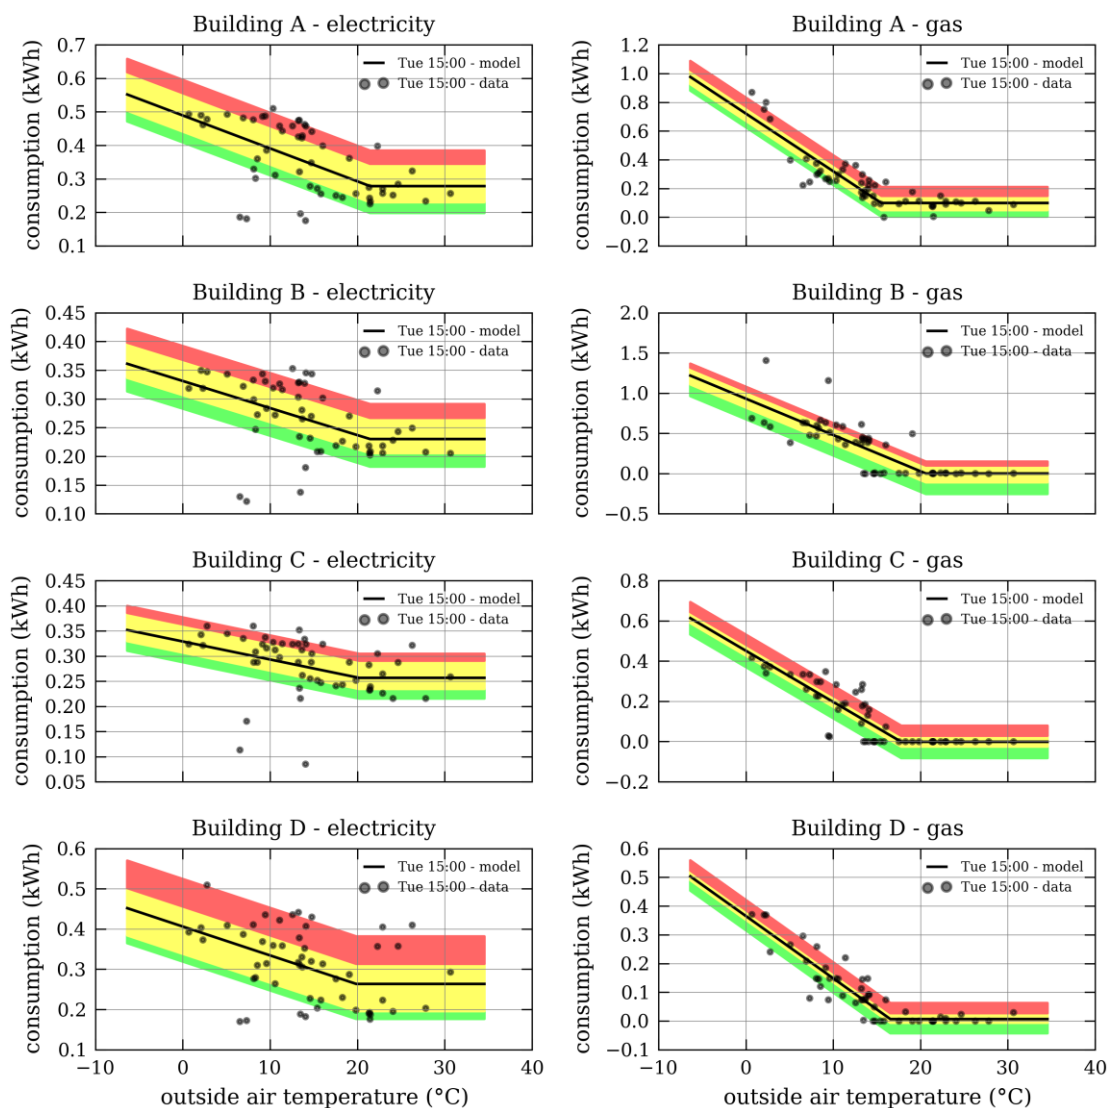 Building A - electricity
consumption (kWh)
0.7
0.6
0.5
0.4
0.3
0.2
0.1
Tue 15:00 - model
Tue 15:00 - data
Building A - gas
consumption (kWh)
1.2
1.0
0.8
0.6
0.4
0.2
0.0
−0.2
Tue 15:00 - model
Tue 15:00 - data
Building B - electricity
consumption (kWh)
0.45
0.40
0.35
0.30
0.25
0.20
0.15
0.10
Tue 15:00 - model
Tue 15:00 - data
Building B - gas
consumption (kWh)
2.0
1.5
1.0
0.5
0.0
−0.5
Tue 15:00 - model
Tue 15:00 - data
Building C - electricity
consumption (kWh)
0.45
0.40
0.35
0.30
0.25
0.20
0.15
0.10
0.05
Tue 15:00 - model
Tue 15:00 - data
Building C - gas
consumption (kWh)
0.8
0.6
0.4
0.2
0.0
−0.2
Tue 15:00 - model
Tue 15:00 - data
Building D - electricity
consumption (kWh)
0.6
0.5
0.4
0.3
0.2
0.1
Tue 15:00 - model
Tue 15:00 - data
−10 0 10 20 30 40
outside air temperature (°C)
Building D - gas
consumption (kWh)
0.6
0.5
0.4
0.3
0.2
0.1
0.0
−0.1
Tue 15:00 - model
Tue 15:00 - data
−10 0 10 20 30 40
outside air temperature (°C)